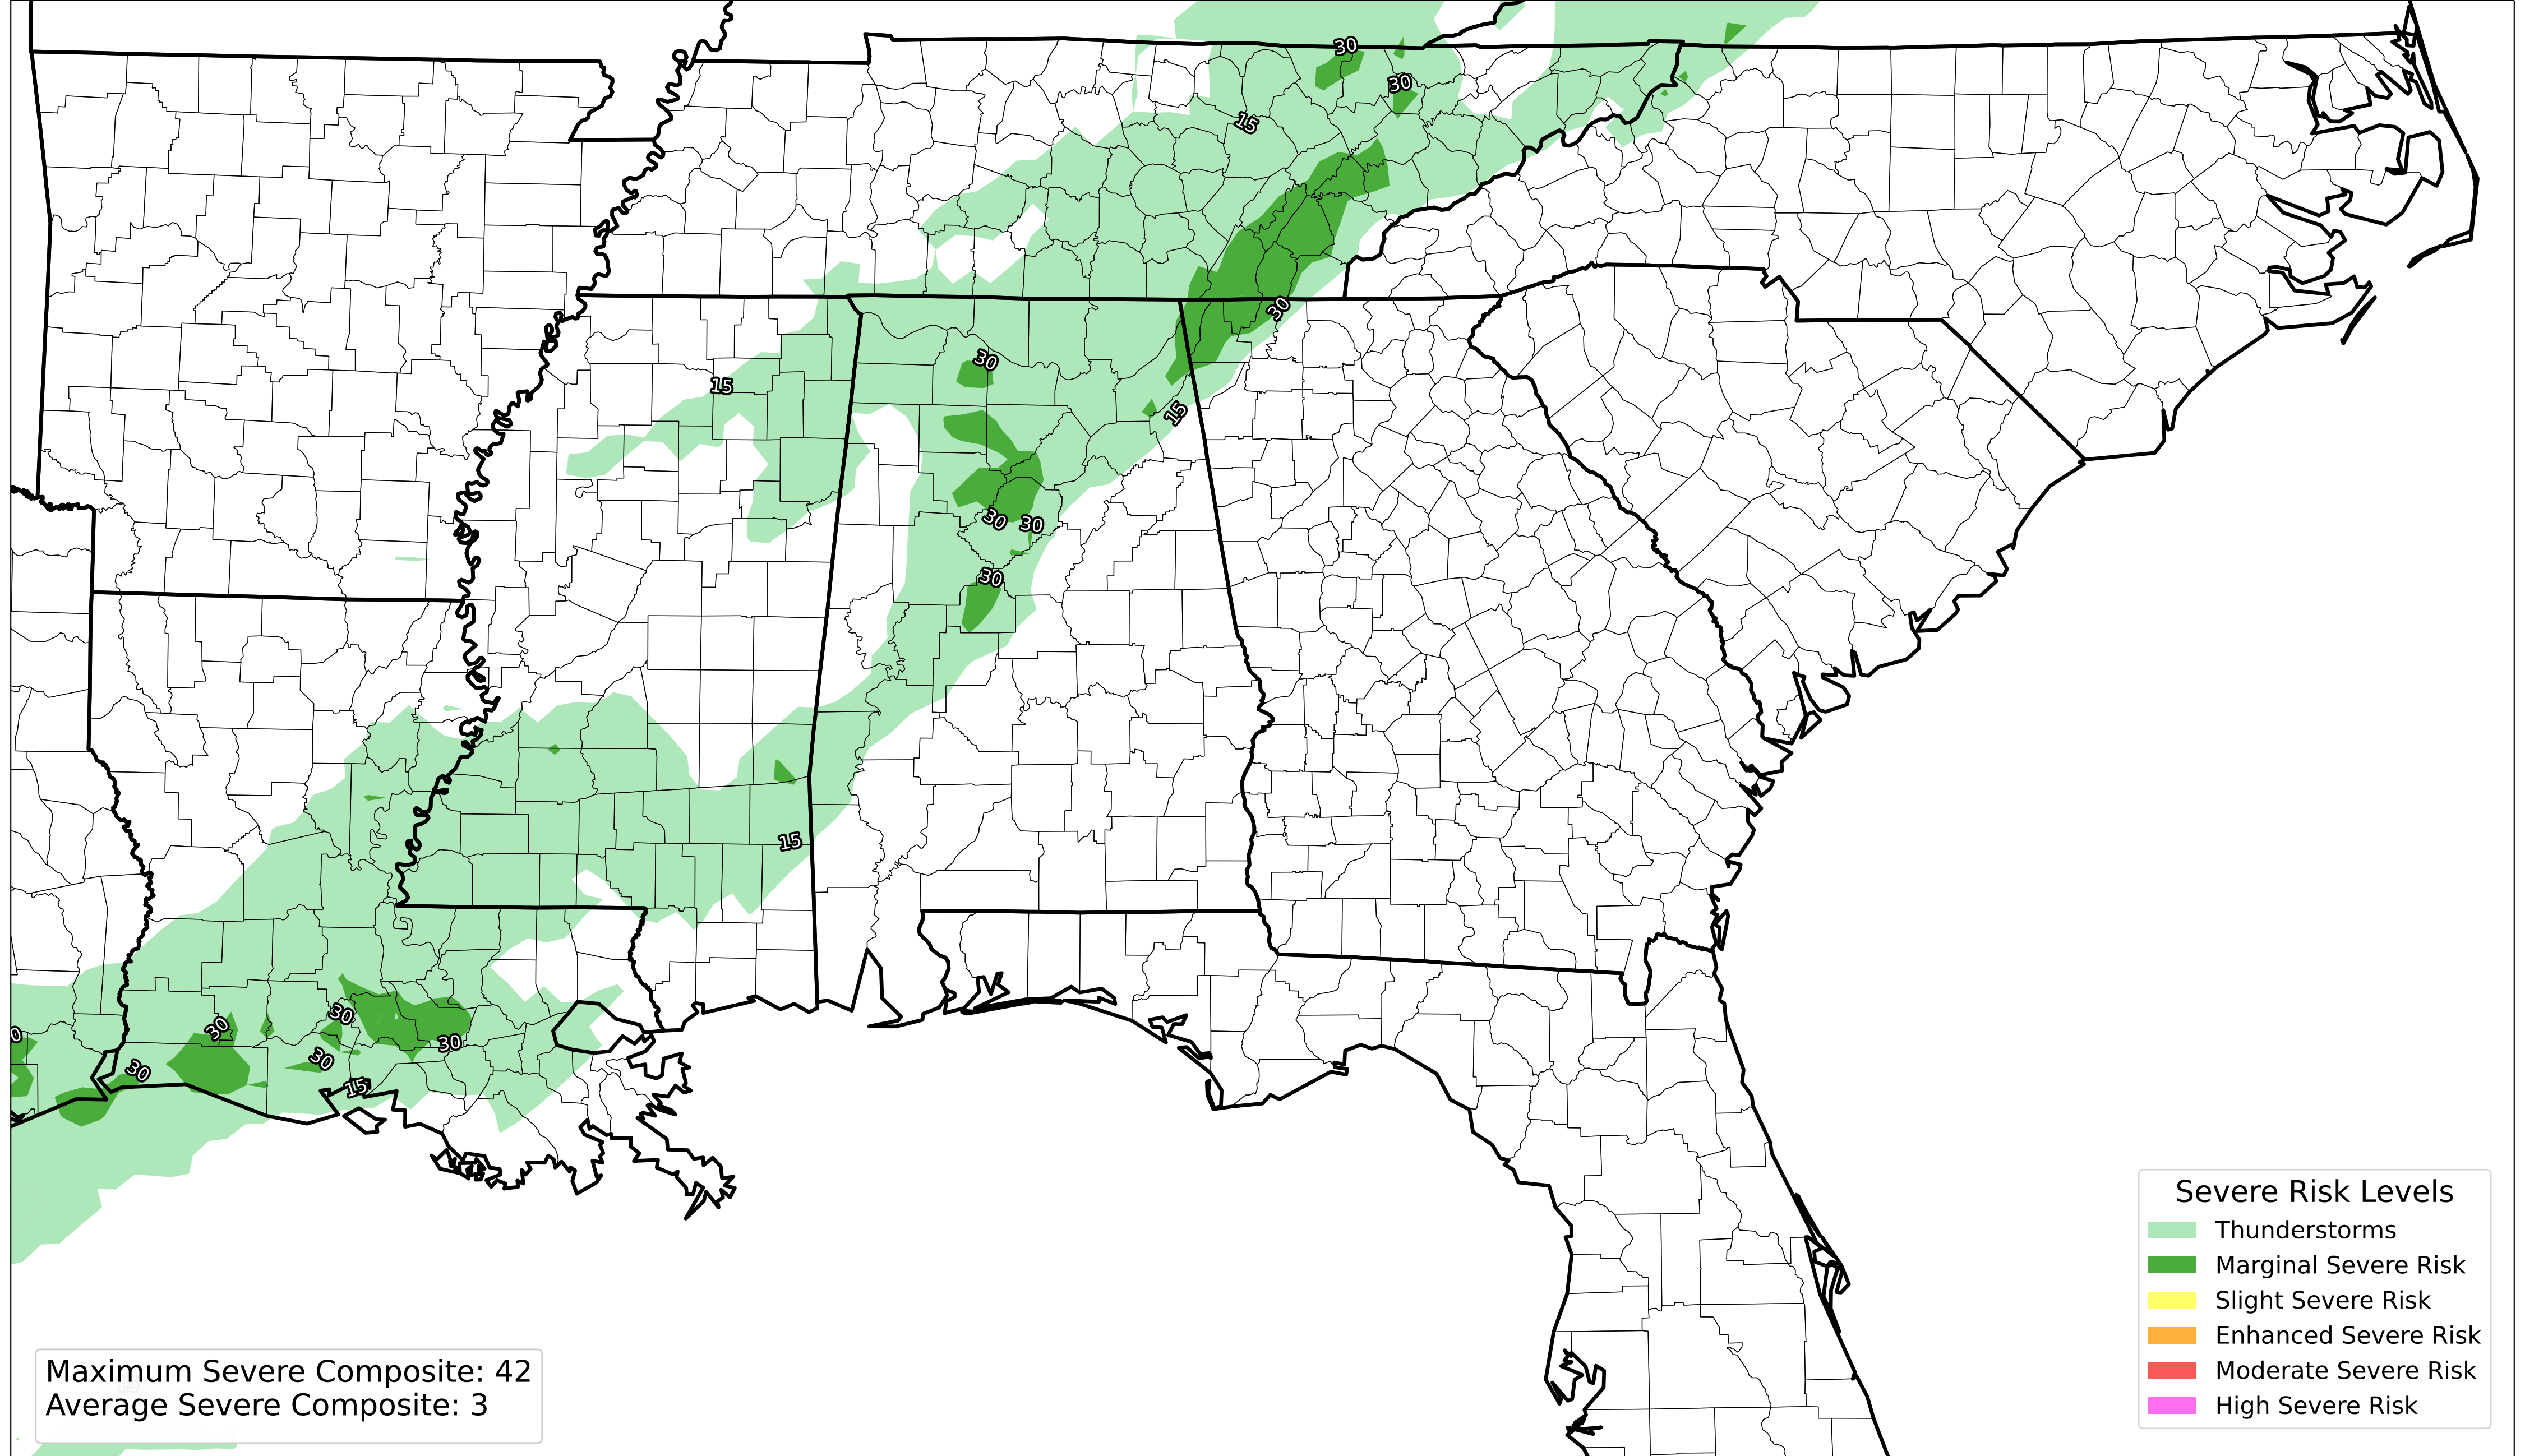 30
30
15
30
30
15
15
30
30
30
15
30
30
0
30
30
30
15
Severe Risk Levels
Thunderstorms
Marginal Severe Risk
Slight Severe Risk
Enhanced Severe Risk
Moderate Severe Risk
High Severe Risk
Maximum Severe Composite: 42
Average Severe Composite: 3